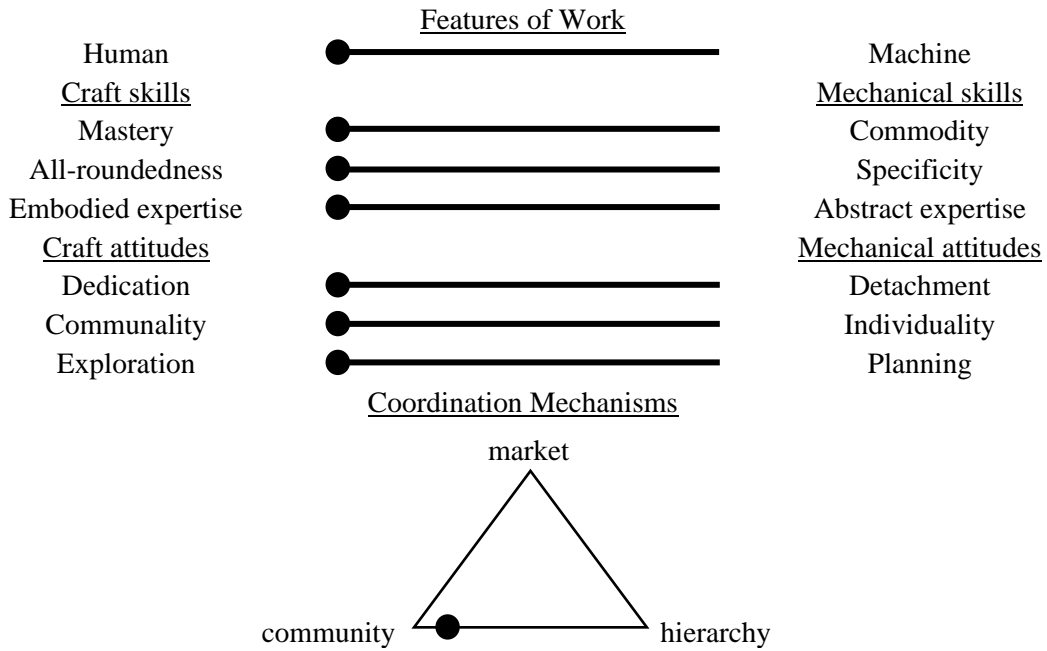 Features of Work
Human Machine
Craft skills Mechanical skills
Mastery Commodity
All-roundedness Specificity
Embodied expertise Abstract expertise
Craft attitudes Mechanical attitudes
Dedication Detachment
Communality Individuality
Exploration Planning
Coordination Mechanisms
market
community hierarchy